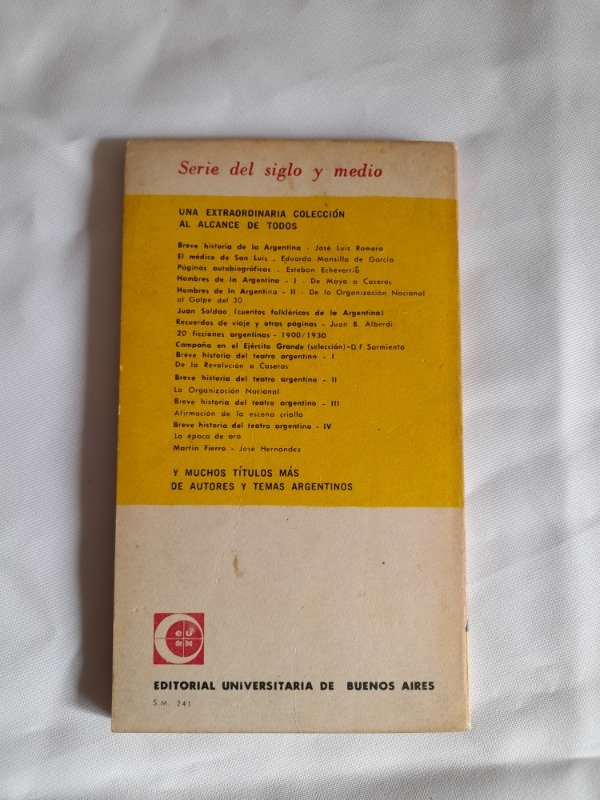 Serie del siglo y medio
UNA EXTRAORDINARIA COLECCIÓN
AL ALCANCE DE TODOS
Breve historia de la Argentina - José Luis Romero
El médico de San Luis - Eduarda Mansilla de García
Páginas autobiográficas - Esteban Echeverría
Hombres de la Argentina - I - De Mayo a Caseros
Hombres de la Argentina - II - De la Organización Nacional
al Golpe del 30
Juan Soldao (cuentos folklóricos de la Argentina)
Recuerdos de viaje y otras páginas - Juan B. Alberdi
20 ficciones argentinas - 1900/1930
Campaña en el Ejército Grande (selección) - D. F. Sarmiento
Breve historia del teatro argentino - I
De la Revolución a Caseros
Breve historia del teatro argentino - II
La Organización Nacional
Breve historia del teatro argentino - III
Afirmación de la escena criolla
Breve historia del teatro argentino - IV
La época de oro
Martín Fierro - José Hernández
Y MUCHOS TÍTULOS MÁS
DE AUTORES Y TEMAS ARGENTINOS
eu
de ba
EDITORIAL UNIVERSITARIA DE BUENOS AIRES
S.M. 241